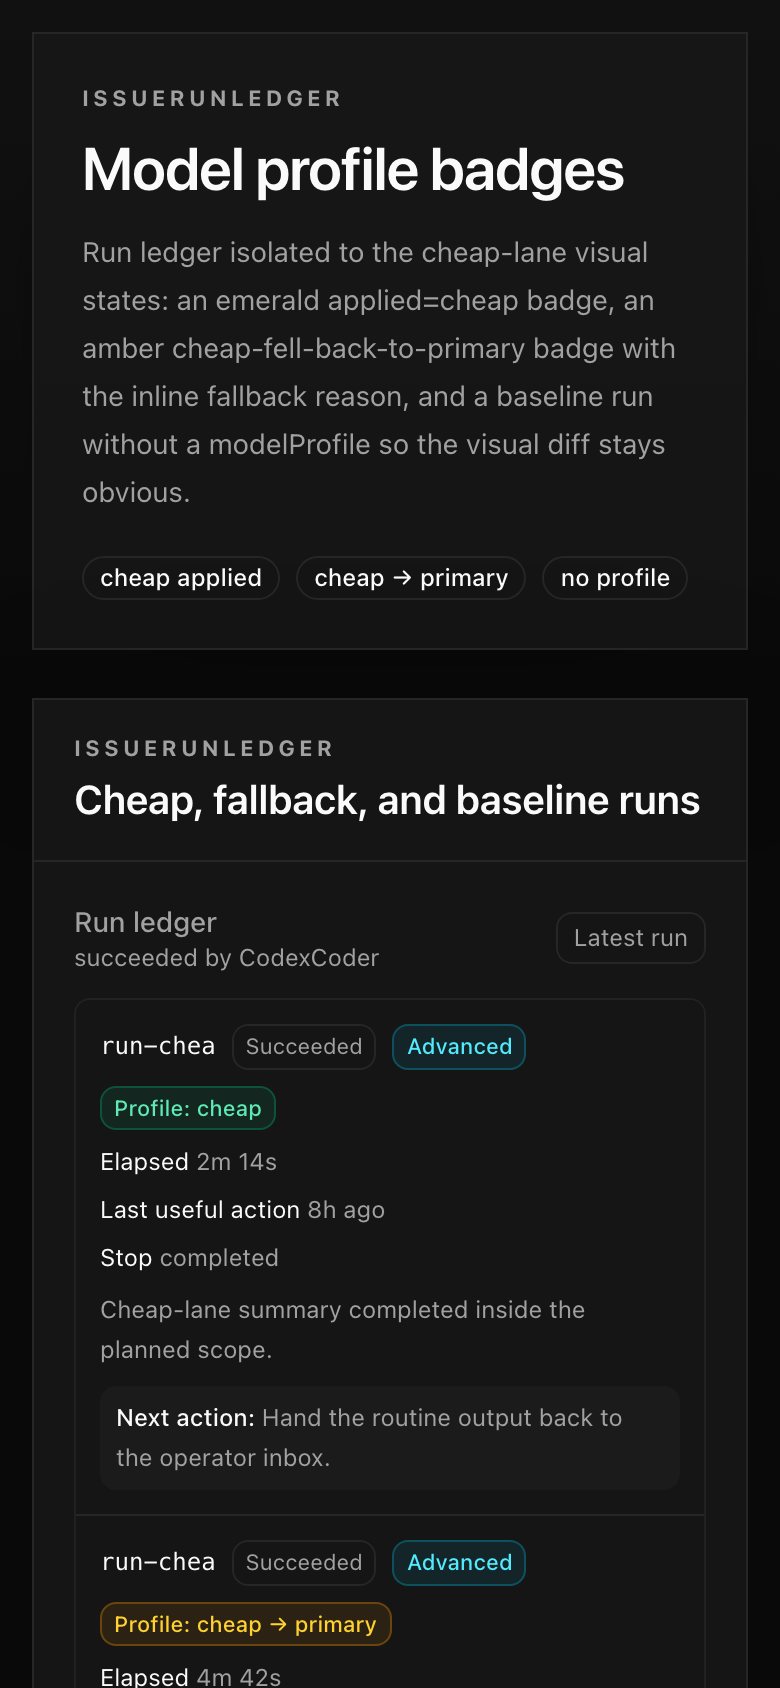 ISSUERUNLEDGER
Model profile badges
Run ledger isolated to the cheap-lane visual
states: an emerald applied=cheap badge, an
amber cheap-fell-back-to-primary badge with
the inline fallback reason, and a baseline run
without a modelProfile so the visual diff stays
obvious.
cheap applied
cheap → primary
no profile
ISSUERUNLEDGER
Cheap, fallback, and baseline runs
Run ledger
succeeded by CodexCoder
Latest run
run-chea Succeeded Advanced
Profile: cheap
Elapsed 2m 14s
Last useful action 8h ago
Stop completed
Cheap-lane summary completed inside the
planned scope.
Next action: Hand the routine output back to
the operator inbox.
run-chea Succeeded Advanced
Profile: cheap → primary
Elapsed 4m 42s